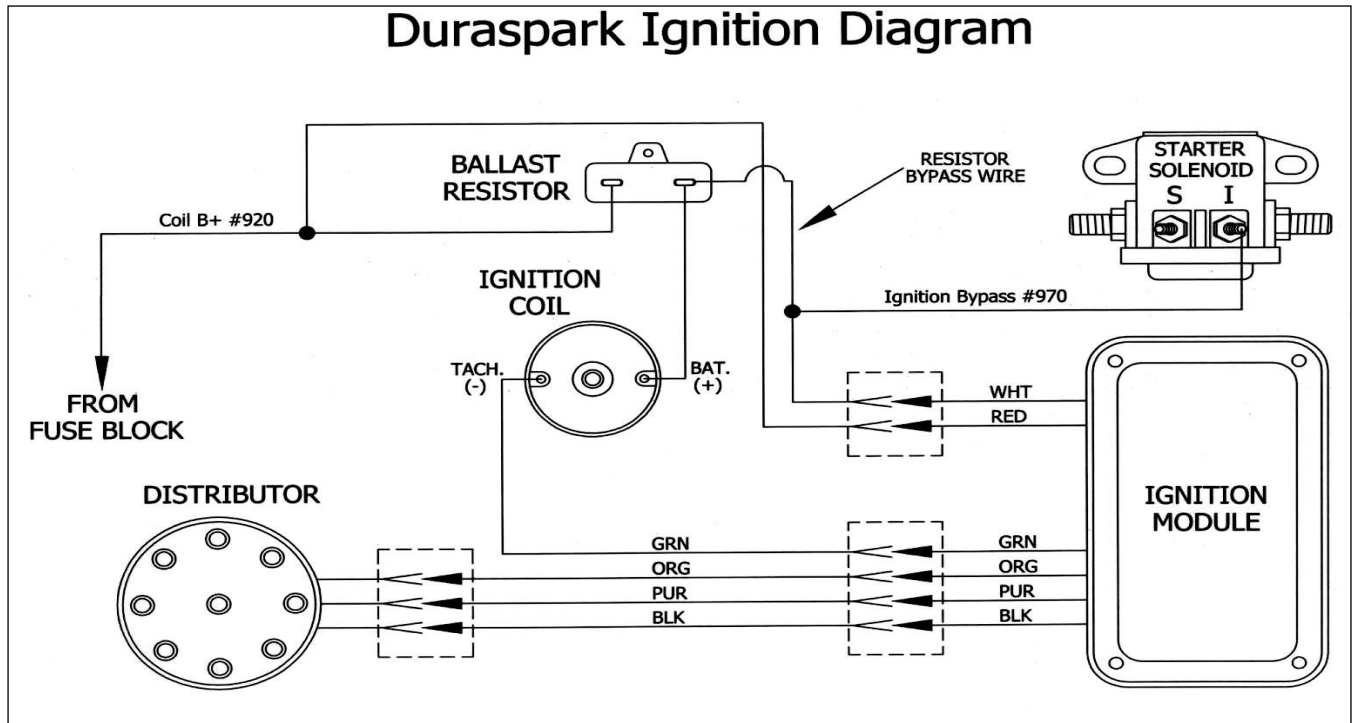 Duraspark Ignition Diagram
BALLAST
RESISTOR
RESISTOR
BYPASS WIRE
STARTER
SOLENOID
S I
Coil B+ #920
IGNITION
COIL
Ignition Bypass #970
TACH.
(-)
BAT.
(+)
FROM
FUSE BLOCK
WHT
RED
DISTRIBUTOR
IGNITION
MODULE
GRN
GRN
ORG
ORG
PUR
PUR
BLK
BLK